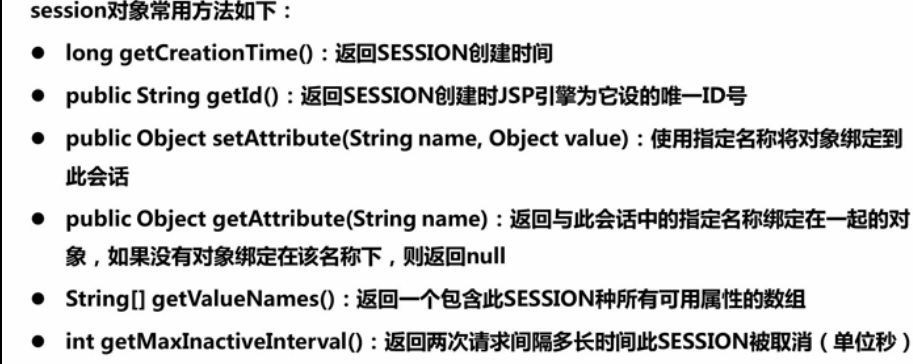 session对象常用方法如下：
● long getCreationTime()：返回SESSION创建时间
● public String getId()：返回SESSION创建时JSP引擎为它设的唯一ID号
● public Object setAttribute(String name, Object value)：使用指定名称将对象绑定到
此会话
● public Object getAttribute(String name)：返回与此会话中的指定名称绑定在一起的对
象，如果没有对象绑定在该名称下，则返回null
● String[] getValueNames()：返回一个包含此SESSION种所有可用属性的数组
● int getMaxInactiveInterval()：返回两次请求间隔多长时间此SESSION被取消（单位秒）